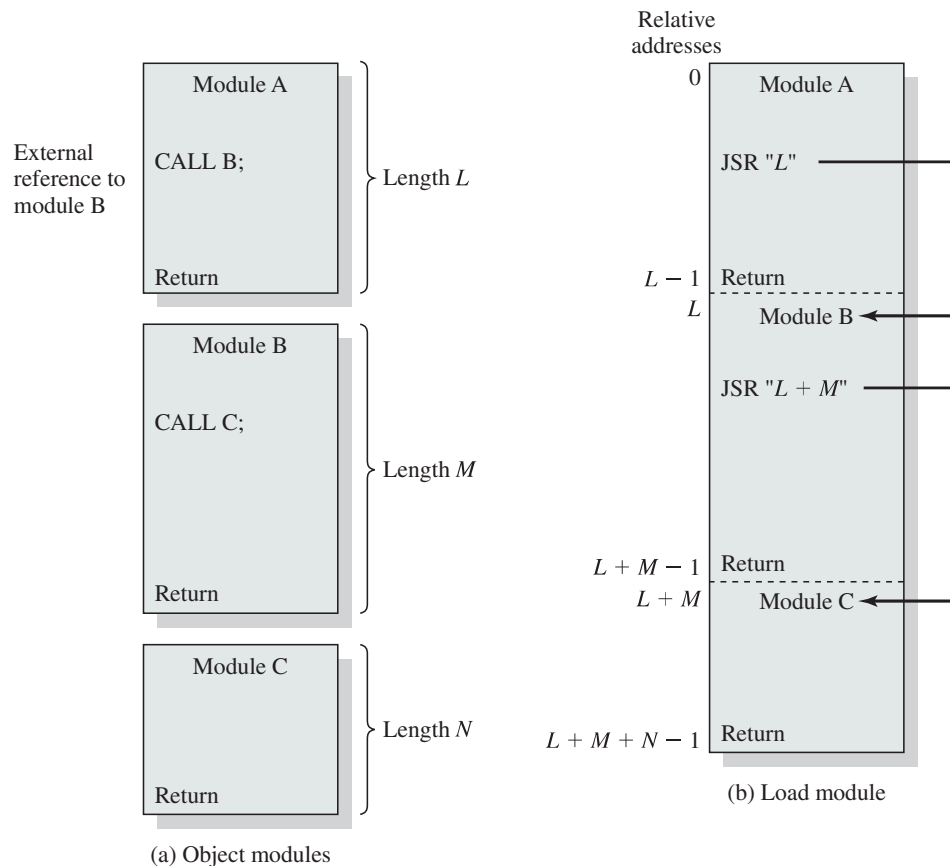 External
reference to
module B
Module A
CALL B;
Return
Length L
Module B
CALL C;
Return
Length M
Module C
Return
Length N
(a) Object modules
Relative
addresses
0
Module A
JSR "L"
L − 1
Return
L
Module B
JSR "L + M"
L + M − 1
Return
L + M
Module C
L + M + N − 1
Return
(b) Load module